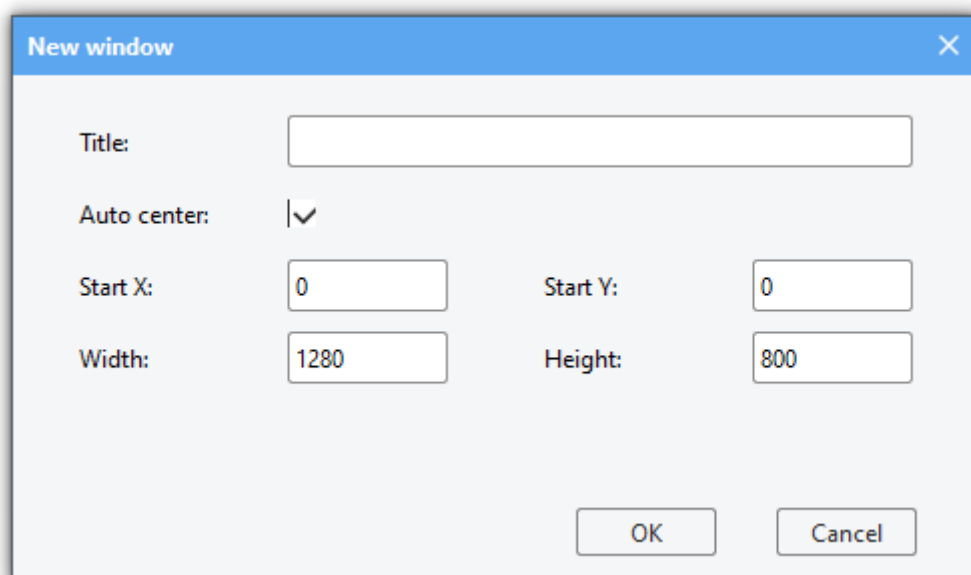 New window
Title:
Auto center:
Start X: 0 Start Y: 0
Width: 1280 Height: 800
OK Cancel